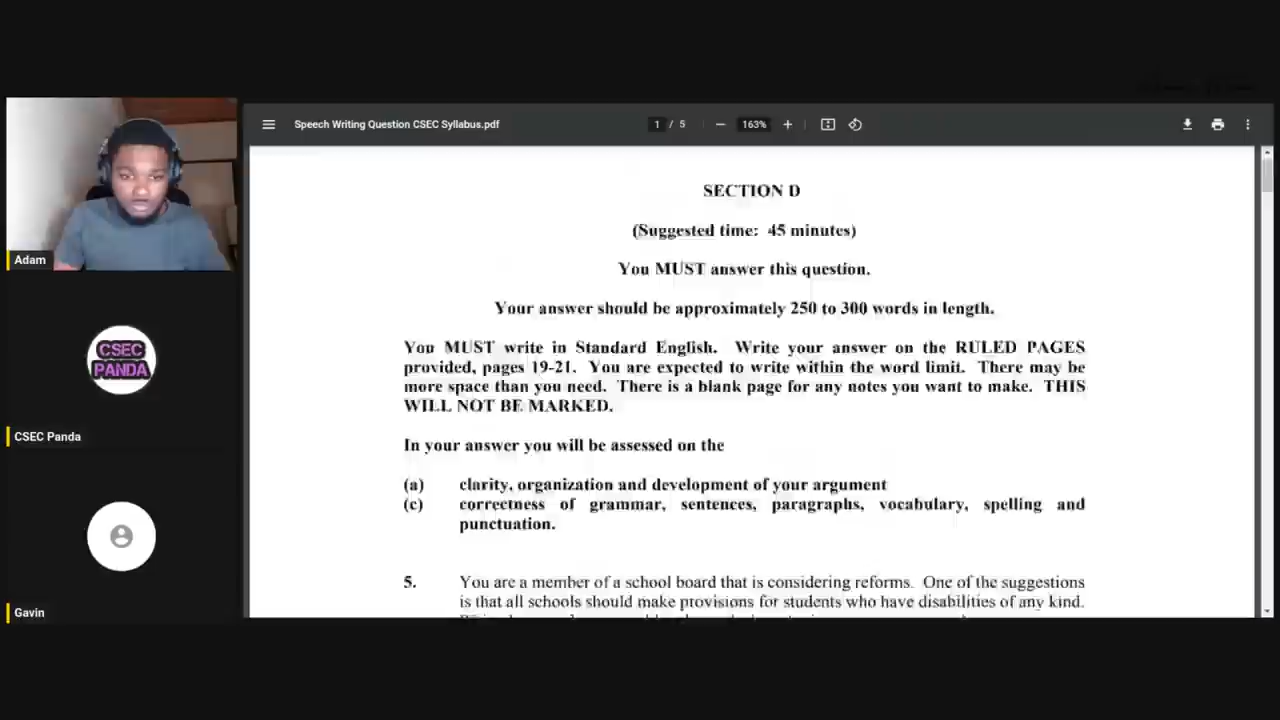 Speech Writing Question CSEC Syllabus.pdf
1 / 5
163%
SECTION D
(Suggested time: 45 minutes)
You MUST answer this question.
Your answer should be approximately 250 to 300 words in length.
You MUST write in Standard English. Write your answer on the RULED PAGES
provided, pages 19-21. You are expected to write within the word limit. There may be
more space than you need. There is a blank page for any notes you want to make. THIS
WILL NOT BE MARKED.
In your answer you will be assessed on the
(a) clarity, organization and development of your argument
(c) correctness of grammar, sentences, paragraphs, vocabulary, spelling and
punctuation.
5. You are a member of a school board that is considering reforms. One of the suggestions
is that all schools should make provisions for students who have disabilities of any kind.
Adam
CSEC
PANDA
CSEC Panda
Gavin